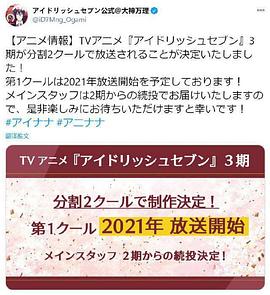 アイドリッシュセブン公式@大神万理
@iD7Mng_Ogami
【アニメ情報】TVアニメ『アイドリッシュセブン』3
期が分割2クールで放送されることが決定いたしまし
た!
第1クールは2021年放送開始を予定しております!
メインスタッフは2期からの続投でお届けいたしますの
で、是非楽しみにお待ちいただけますと幸いです!
#アイナナ #アニナナ
TV アニメ『アイドリッシュセブン』3期
分割2クールで制作決定!
第1クール 2021年 放送開始
メインスタッフ 2期からの続投決定!